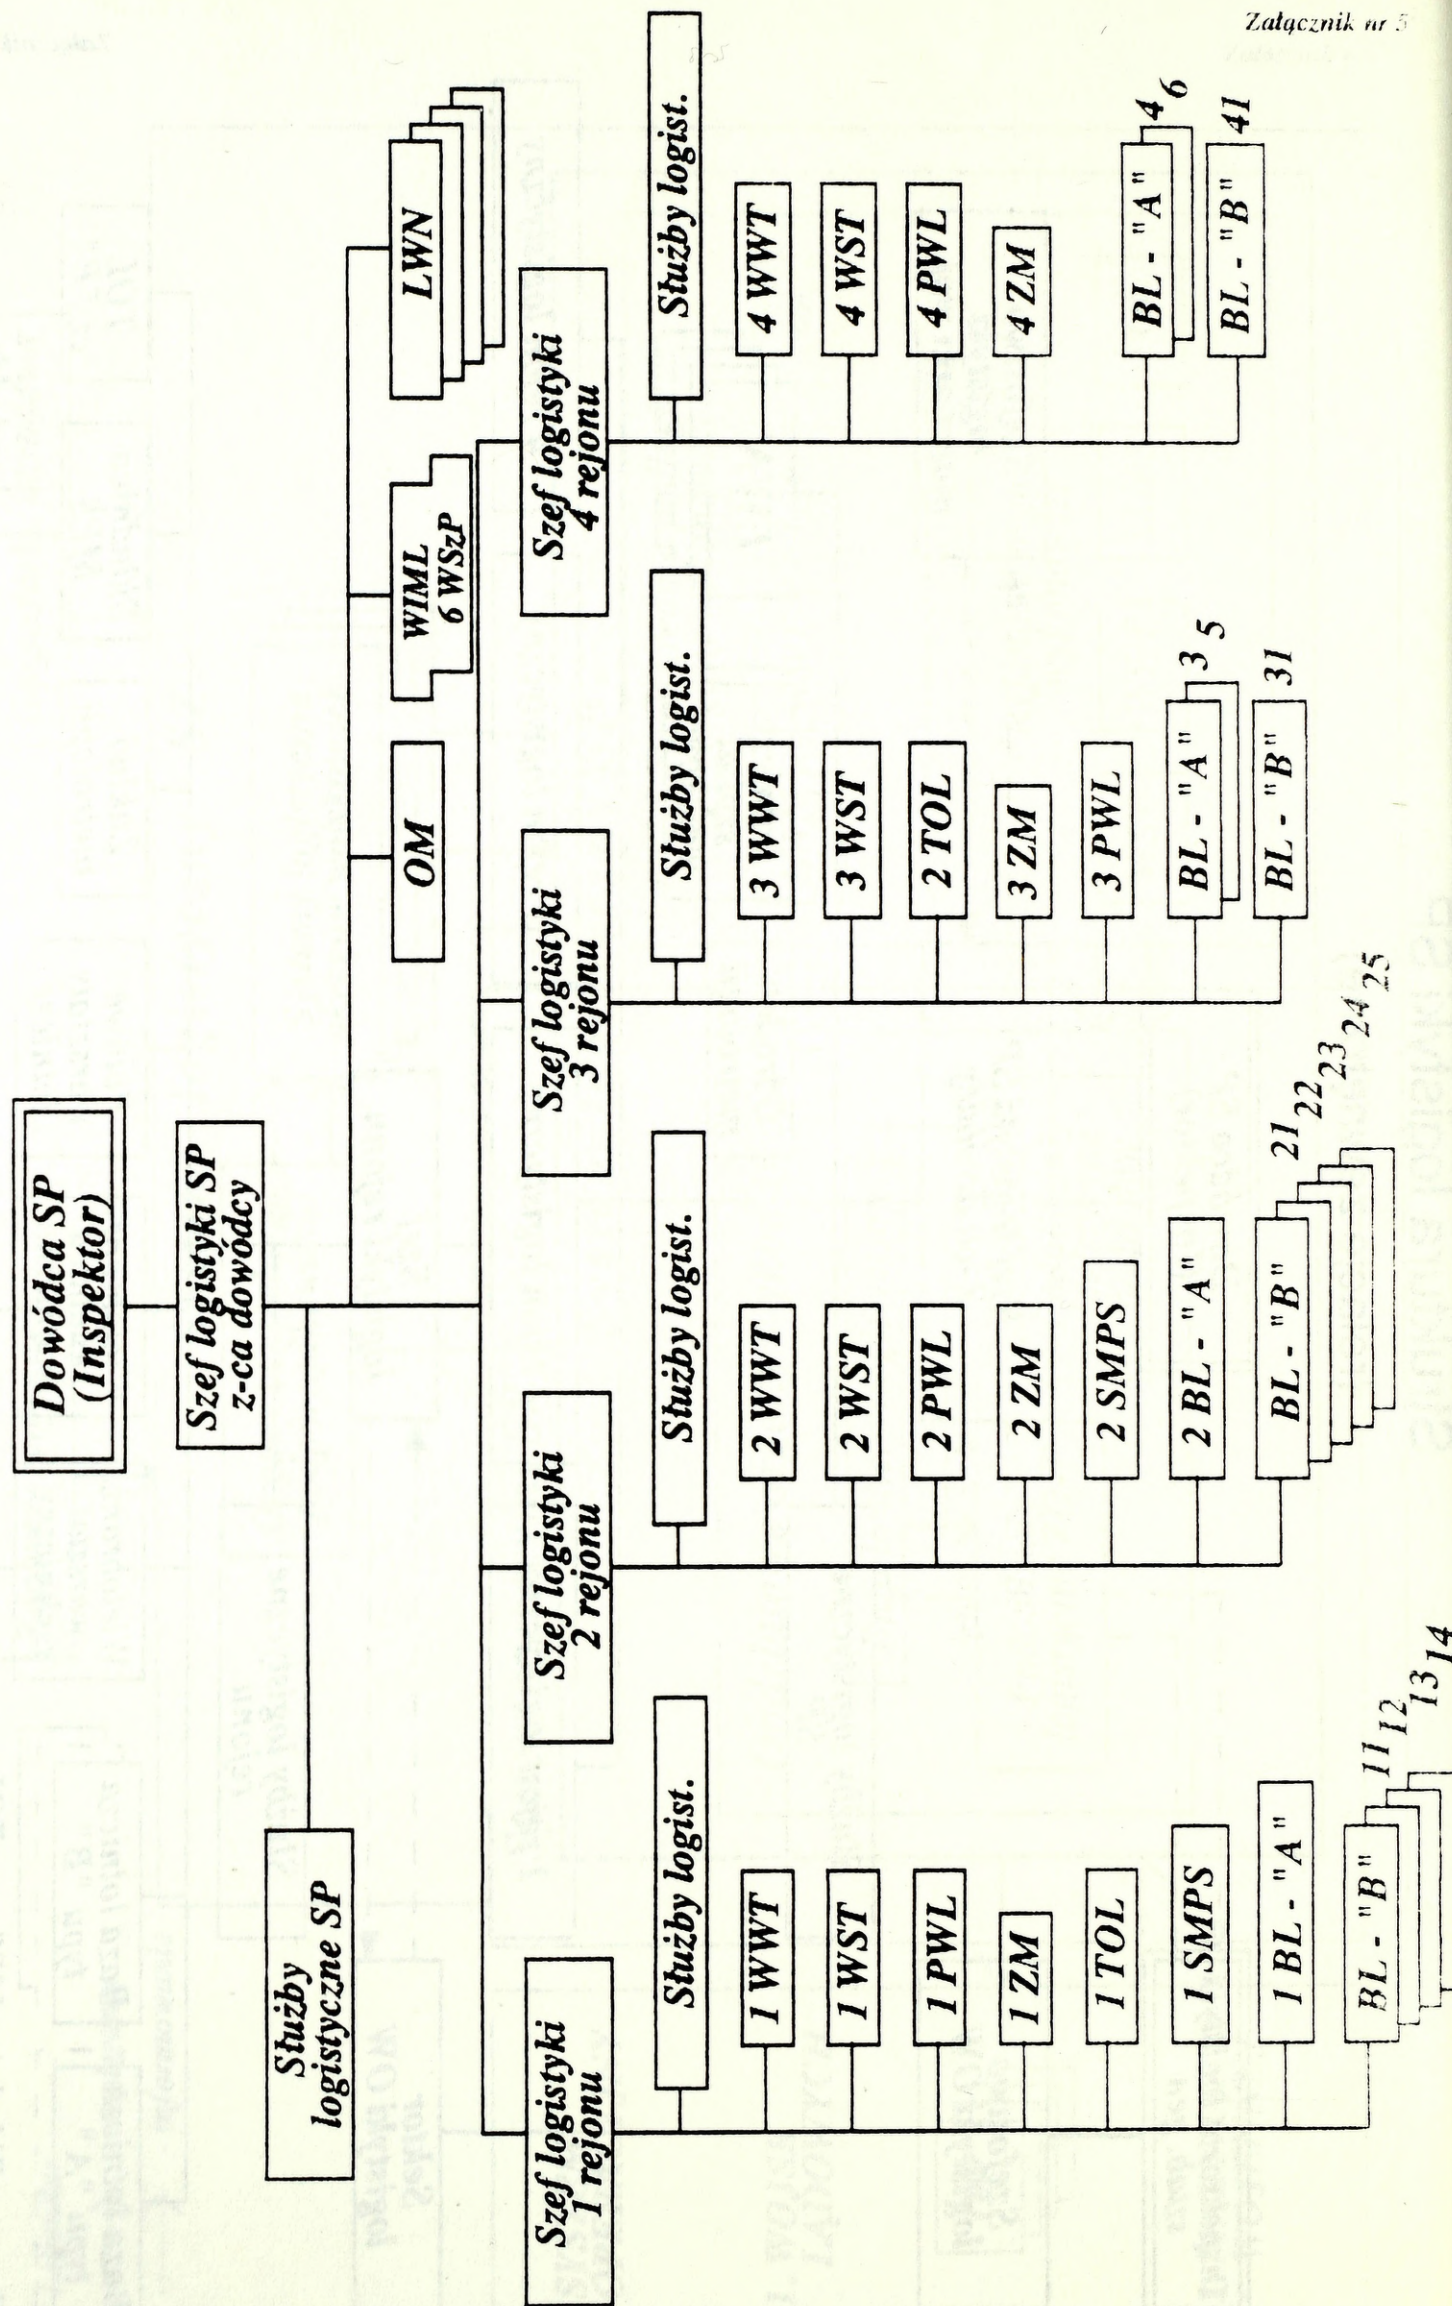 Załącznik nr 5
Dowódca SP
(Inspektor)
Szef logistyki SP
z-ca dowódcy
Służby
logistyczne SP
OM
WIML
6 WSzP
LWN
Szef logistyki
1 rejonu
Służby logist.
1 WWT
1 WST
1 PWL
1 ZM
1 TOL
1 SMPS
1 BL - "A"
BL - "B"
11
12
13
14
Szef logistyki
2 rejonu
Służby logist.
2 WWT
2 WST
2 PWL
2 ZM
2 SMPS
2 BL - "A"
BL - "B"
21
22
23
24
25
Szef logistyki
3 rejonu
Służby logist.
3 WWT
3 WST
2 TOL
3 ZM
3 PWL
BL - "A"
3
5
BL - "B"
31
Szef logistyki
4 rejonu
Służby logist.
4 WWT
4 WST
4 PWL
4 ZM
BL - "A"
4
6
BL - "B"
41